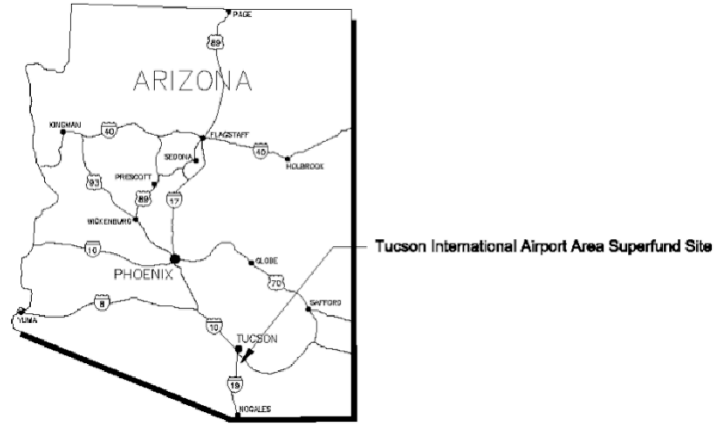 PAGE
89
ARIZONA
KINGMAN
40
FLAGSTAFF
40
SEDONA
HOLBROOK
93
PRESCOTT
89
17
WICKENBURG
10
Tucson International Airport Area Superfund Site
GLOBE
PHOENIX
70
8
SAFFORD
YUMA
10
TUCSON
19
NOGALES